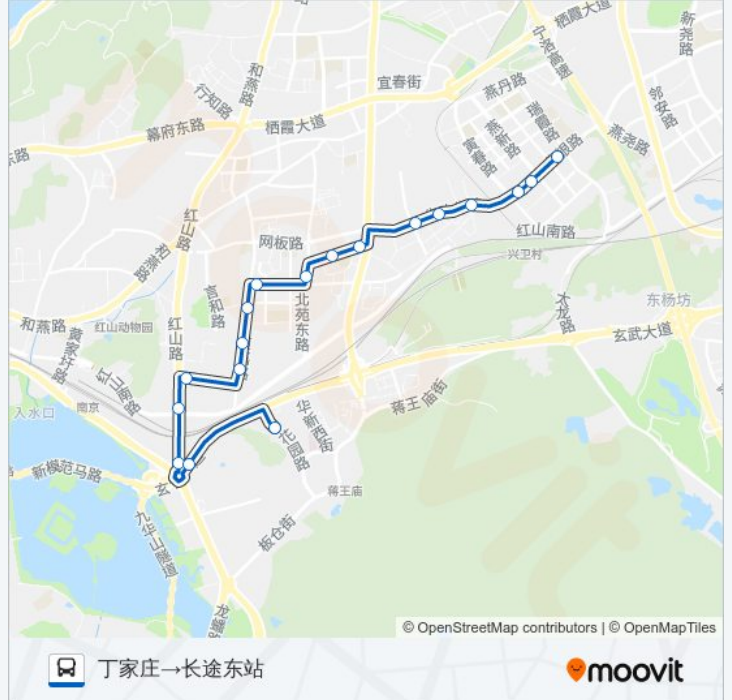 栖霞大道
宁洛高速
新尧路
和燕路
宜春街
燕丹路
行知路
瑞霞路
邻安路
栖霞大道
幕府东路
燕新路
寅春路
燕尧路
东路
银路
红山路
网板路
红山南路
兴卫村
和燕路
言和路
北苑东路
东杨坊
太龙路
和燕路
红山动物园
红山路
黄家圩路
玄武大道
红山南路
南京
入水口
华新西街
蒋王庙街
花园路
新模范马路
玄
蒋王庙
九华山隧道
板仓街
龙蟠路
© OpenStreetMap contributors | © OpenMapTiles
丁家庄→长途东站
moovit